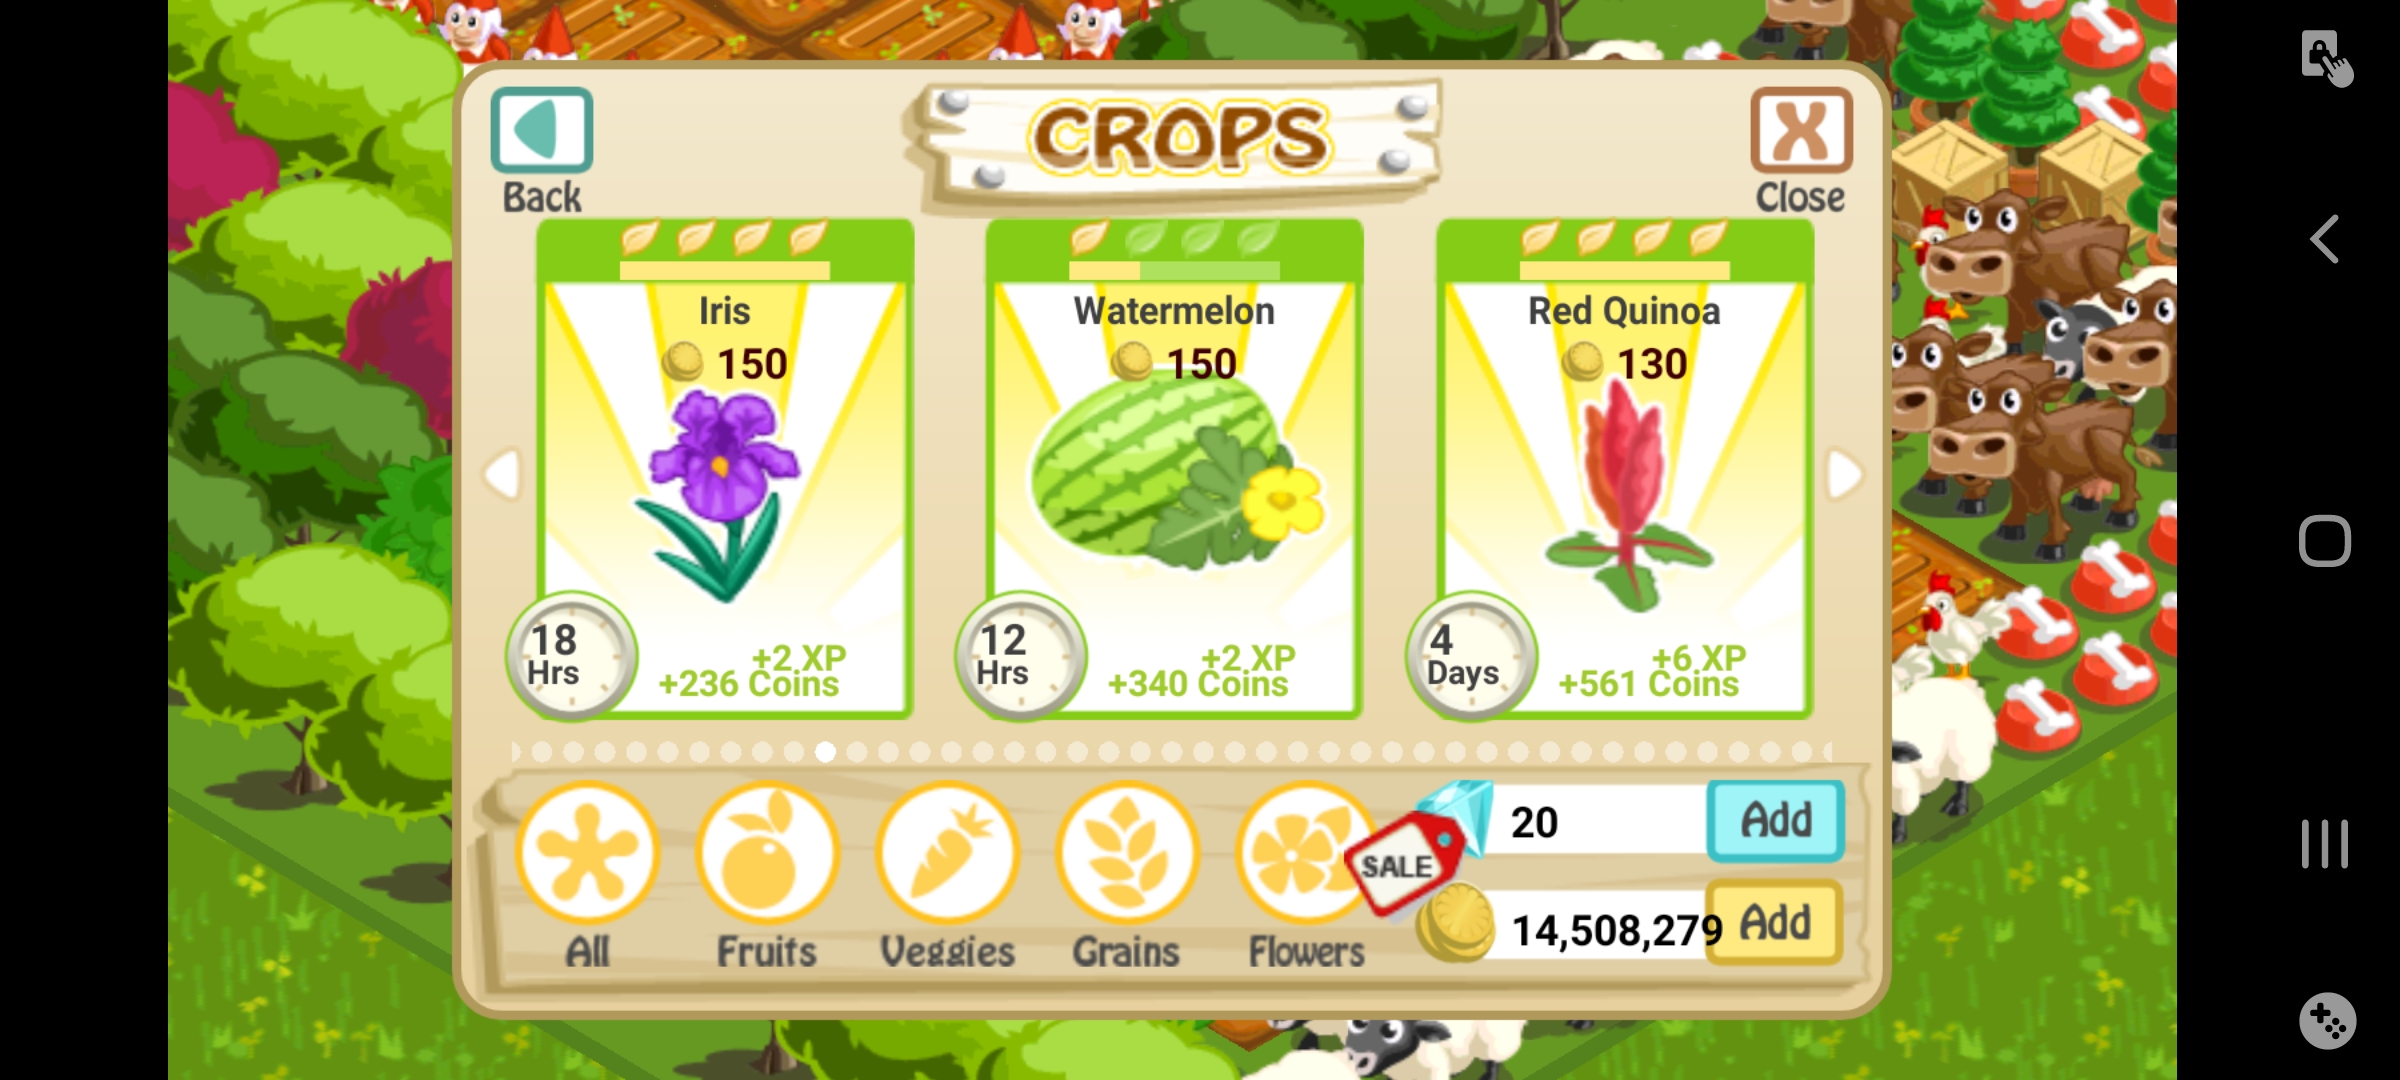 CROPS
Back
Close
Iris
150
18
Hrs
+2 XP
+236 Coins
Watermelon
150
12
Hrs
+2 XP
+340 Coins
Red Quinoa
130
4
Days
+6 XP
+561 Coins
All
Fruits
Veggies
Grains
Flowers
SALE
20
Add
14,508,279
Add